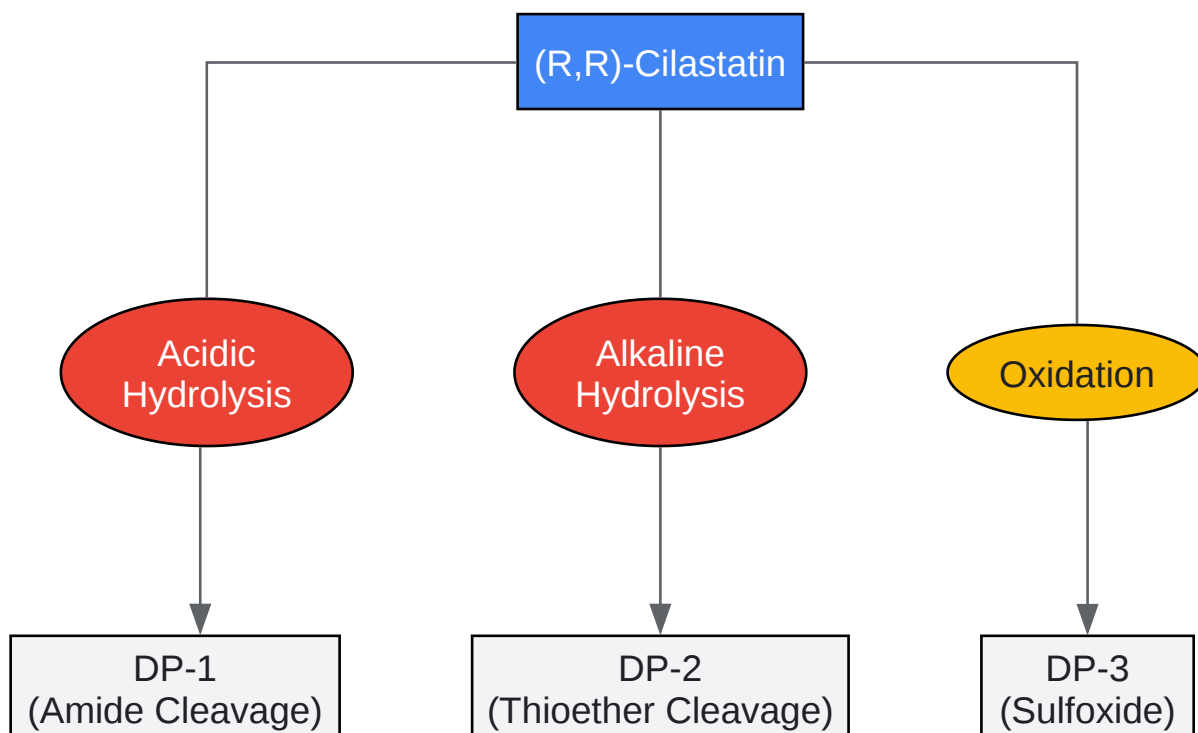 (R,R)-Cilastatin
Acidic
Hydrolysis
Alkaline
Hydrolysis
Oxidation
DP-1
(Amide Cleavage)
DP-2
(Thioether Cleavage)
DP-3
(Sulfoxide)